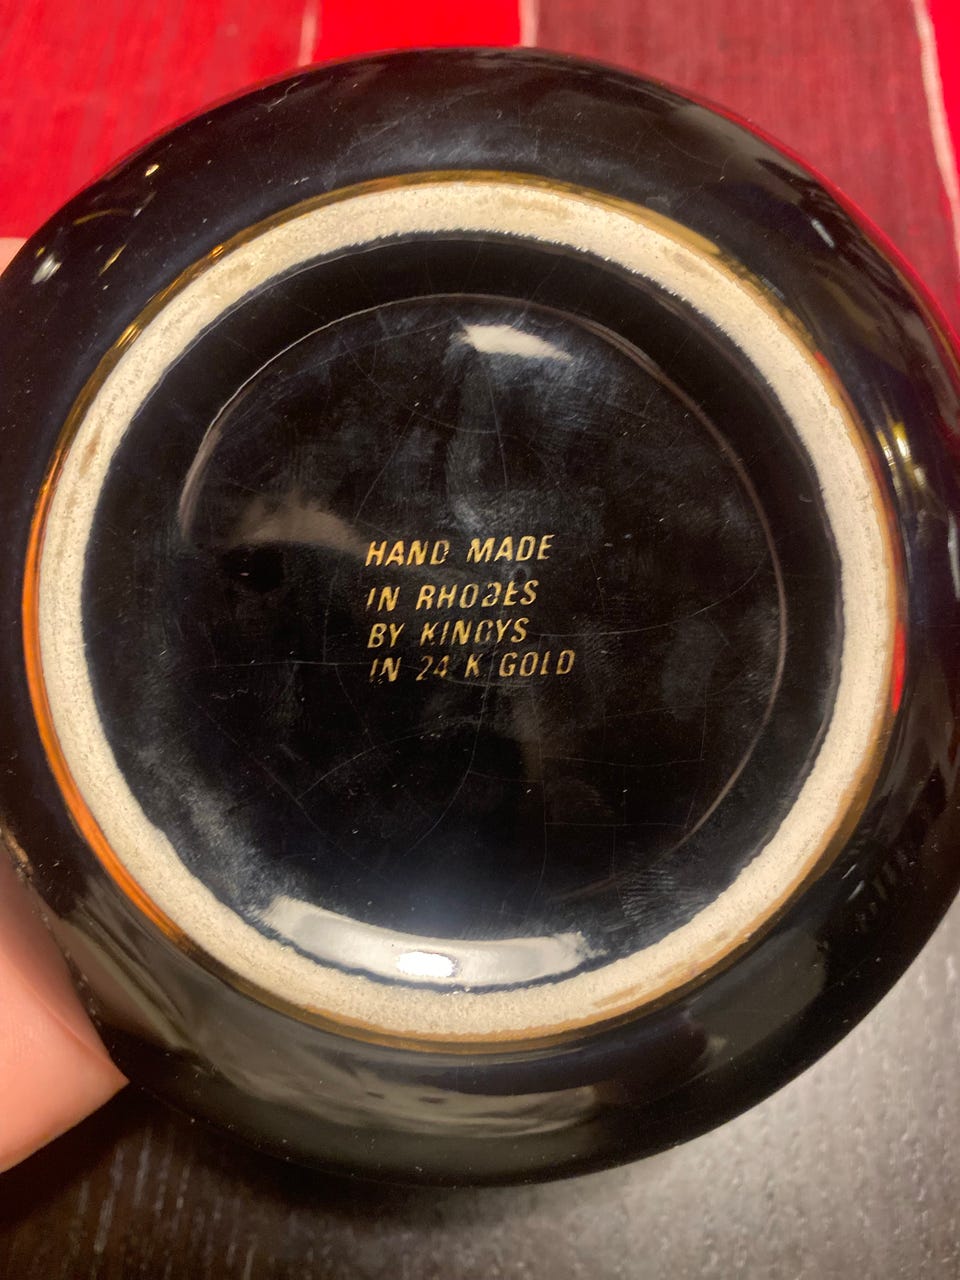 HAND MADE
IN RHODES
BY KINGYS
IN 24 K GOLD